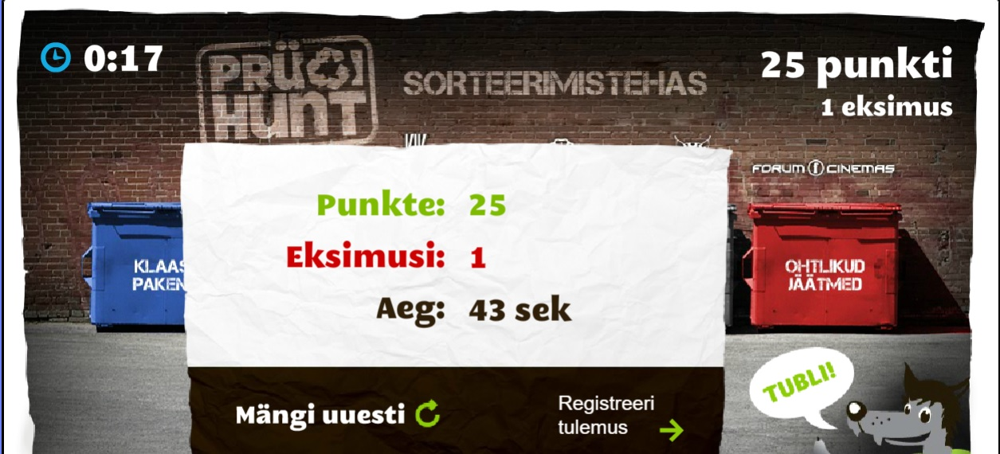 0:17
PRÜGI
HUNT
SORTEERIMISTEHAS
25 punkti
1 eksimus
FORUM CINEMAS
Punkte: 25
Eksimusi: 1
Aeg: 43 sek
KLAAS
PAKEN
OHTLIKUD
JÄÄTMED
TUBLI!
Mängi uuesti
Registreeri
tulemus